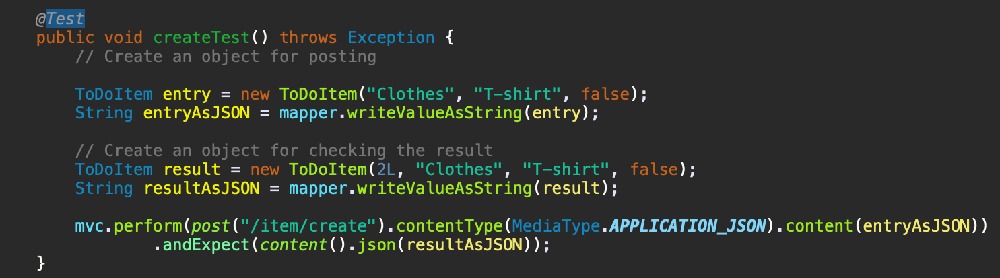 @Test
public void createTest() throws Exception {
// Create an object for posting
ToDoItem entry = new ToDoItem("Clothes", "T-shirt", false);
String entryAsJSON = mapper.writeValueAsString(entry);
// Create an object for checking the result
ToDoItem result = new ToDoItem(2L, "Clothes", "T-shirt", false);
String resultAsJSON = mapper.writeValueAsString(result);
mvc.perform(post("/item/create").contentType(MediaType.APPLICATION_JSON).content(entryAsJSON))
.andExpect(content().json(resultAsJSON));
}